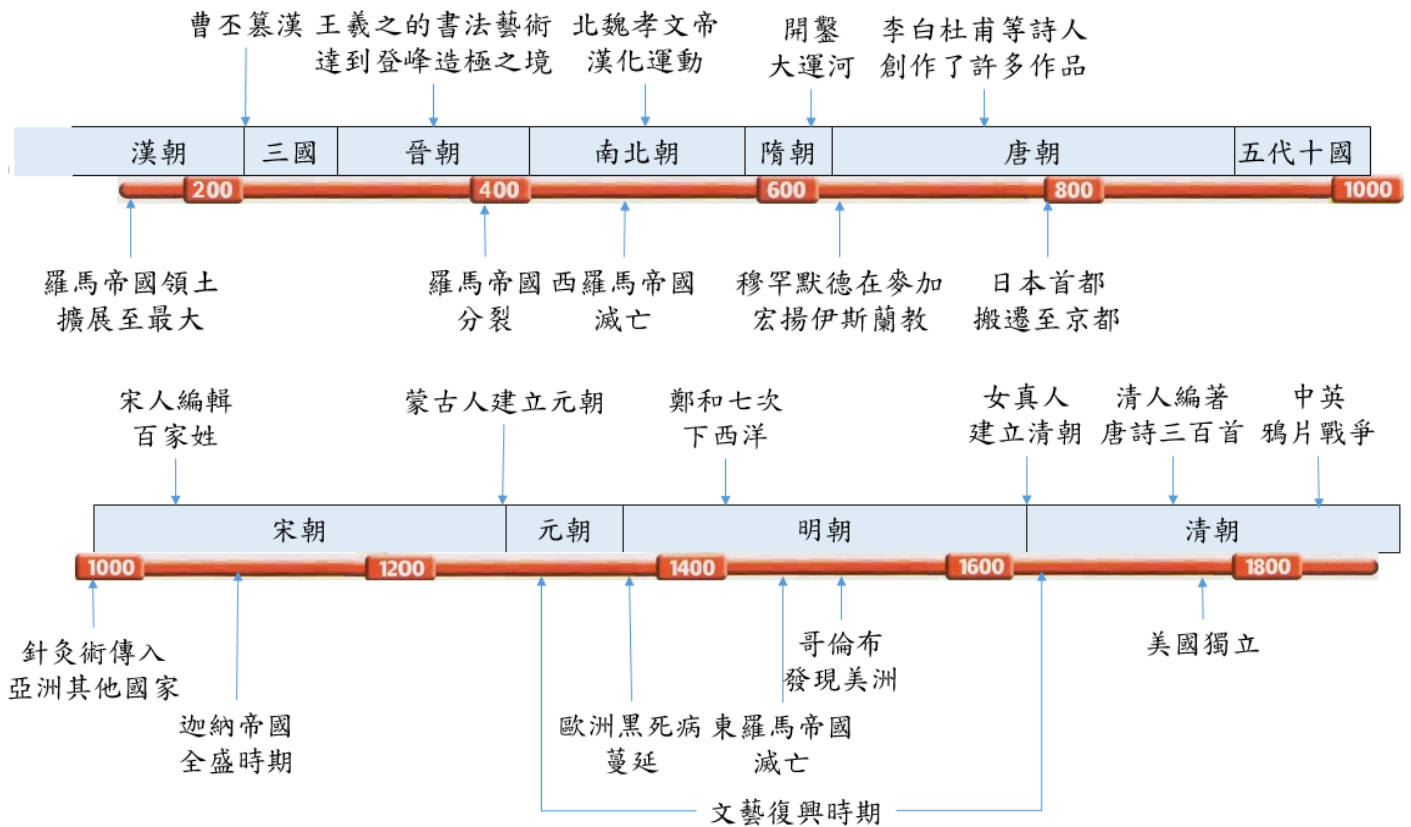 曹丕篡漢
王羲之的書法藝術
達到登峰造極之境
北魏孝文帝
漢化運動
開鑿
大運河
李白杜甫等詩人
創作了許多作品
漢朝
三國
晉朝
南北朝
隋朝
唐朝
五代十國
200
400
600
800
1000
羅馬帝國領土
擴展至最大
羅馬帝國
分裂
西羅馬帝國
滅亡
穆罕默德在麥加
宏揚伊斯蘭教
日本首都
搬遷至京都
宋人編輯
百家姓
蒙古人建立元朝
鄭和七次
下西洋
女真人
建立清朝
清人編著
唐詩三百首
中英
鴉片戰爭
宋朝
元朝
明朝
清朝
1000
1200
1400
1600
1800
針灸術傳入
亞洲其他國家
迦納帝國
全盛時期
歐洲黑死病
蔓延
東羅馬帝國
滅亡
哥倫布
發現美洲
美國獨立
文藝復興時期